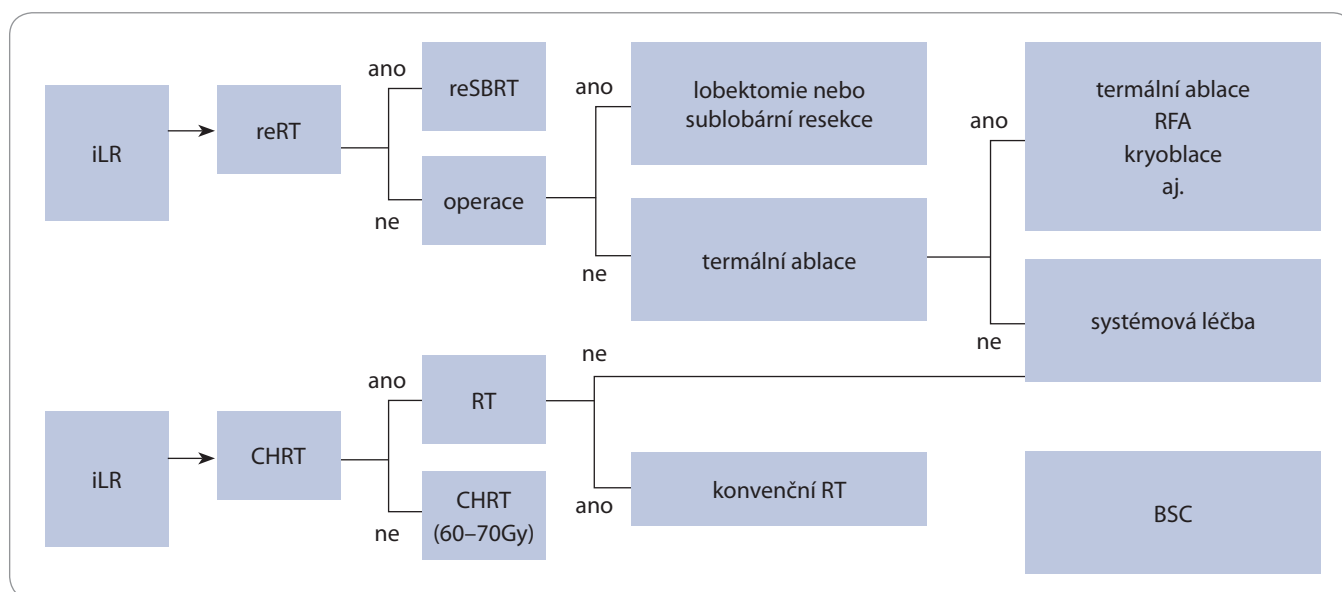 iLR
reRT
ano
reSBRT
ne
operace
ano
lobektomie nebo
sublobární resekce
ne
termální ablace
ano
termální ablace
RFA
kryoblace
aj.
ne
systémová léčba
iLR
CHRT
ano
RT
ne
CHRT
(60–70Gy)
ne
ano
konvenční RT
BSC